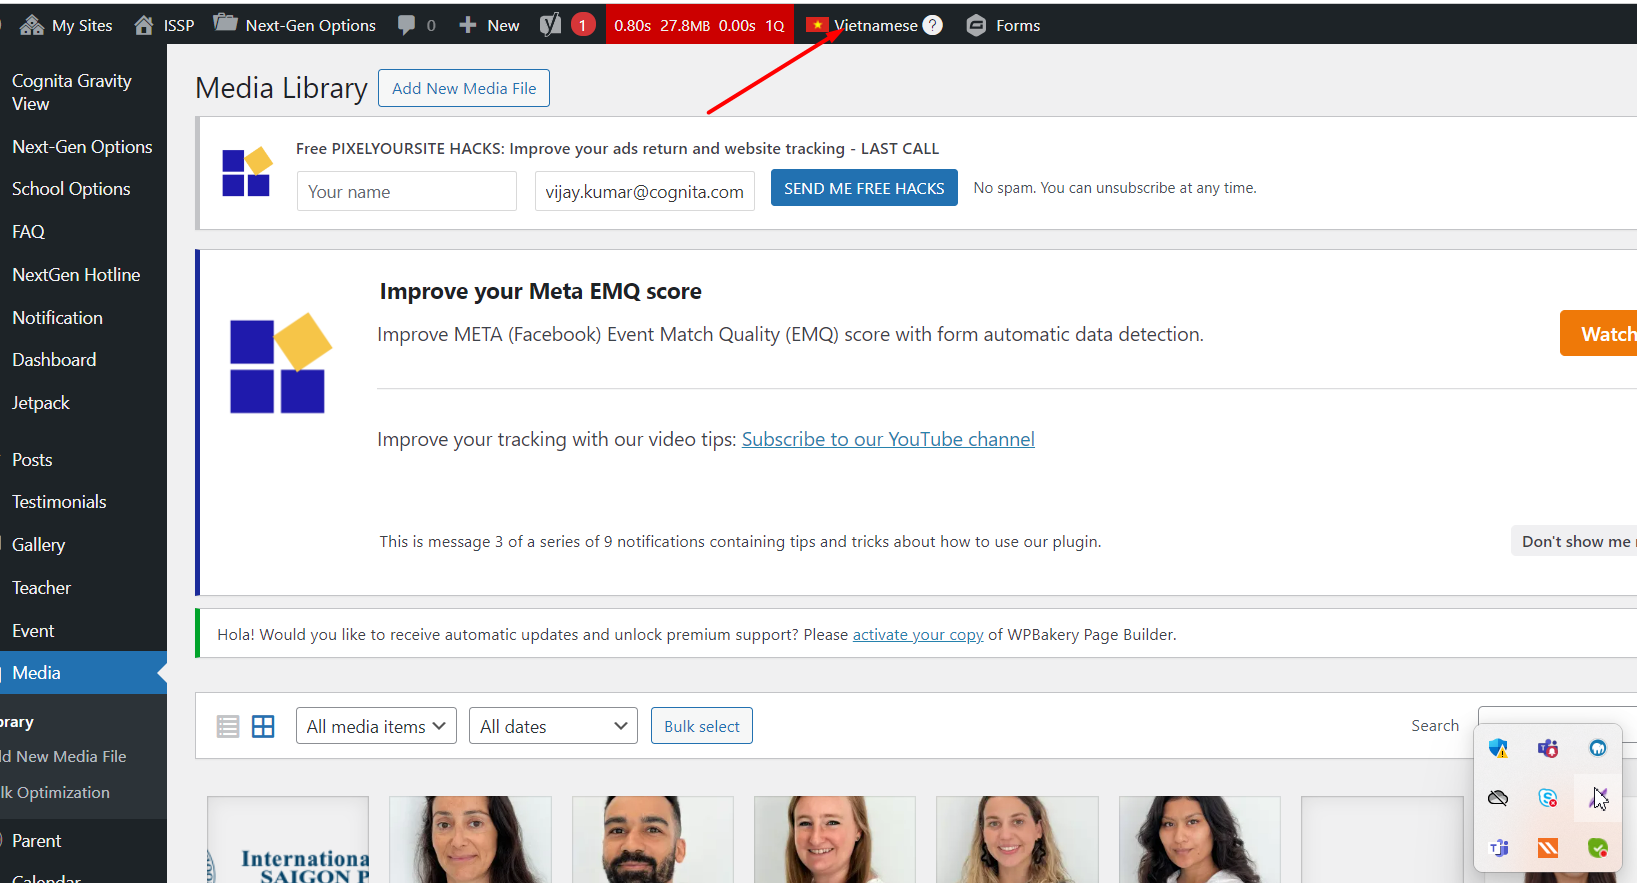 My Sites ISSP Next-Gen Options 0 New 1 0.80s 27.8MB 0.00s 1Q Vietnamese ? Forms
Cognita Gravity
View
Next-Gen Options
School Options
FAQ
NextGen Hotline
Notification
Dashboard
Jetpack
Posts
Testimonials
Gallery
Teacher
Event
Media
brary
dd New Media File
lk Optimization
Parent
Calendar
Media Library Add New Media File
Free PIXELYOURSITE HACKS: Improve your ads return and website tracking - LAST CALL
Your name vijay.kumar@cognita.com SEND ME FREE HACKS No spam. You can unsubscribe at any time.
Improve your Meta EMQ score
Improve META (Facebook) Event Match Quality (EMQ) score with form automatic data detection.
Watch
Improve your tracking with our video tips: Subscribe to our YouTube channel
This is message 3 of a series of 9 notifications containing tips and tricks about how to use our plugin.
Don't show me
Hola! Would you like to receive automatic updates and unlock premium support? Please activate your copy of WPBakery Page Builder.
All media items All dates Bulk select Search
Internationa
SAIGON P